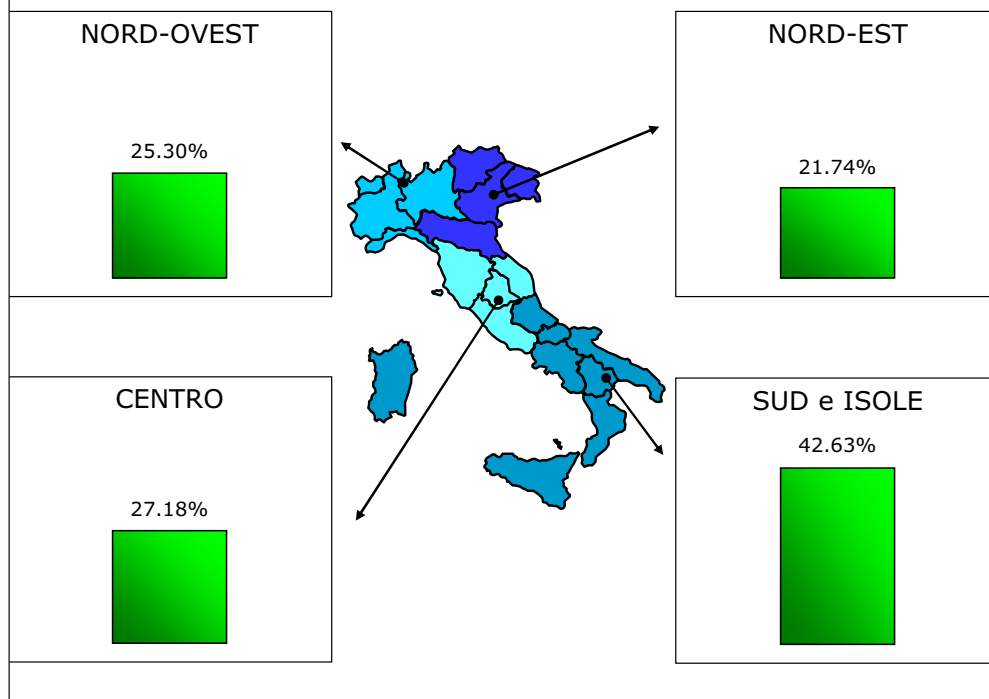 NORD-OVEST
25.30%
NORD-EST
21.74%
CENTRO
27.18%
SUD e ISOLE
42.63%